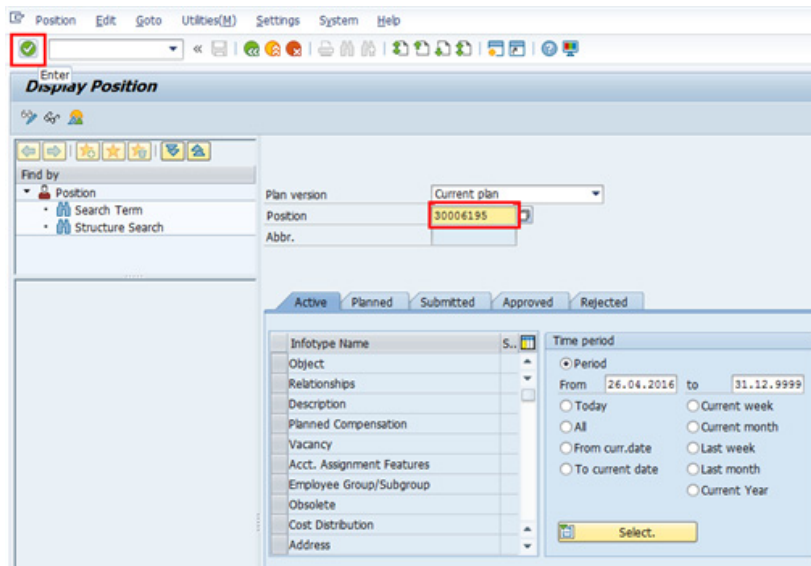 Position Edit Goto Utilities(M) Settings System Help
Enter
Display Position
Find by
Position
Search Term
Structure Search
Plan version Current plan
Position 30006195
Abbr.
Active Planned Submitted Approved Rejected
Infotype Name S..
Object
Relationships
Description
Planned Compensation
Vacancy
Acct. Assignment Features
Employee Group/Subgroup
Obsolete
Cost Distribution
Address
Time period
Period
From 26.04.2016 to 31.12.9999
Today Current week
All Current month
From curr.date Last week
To current date Last month
Current Year
Select.